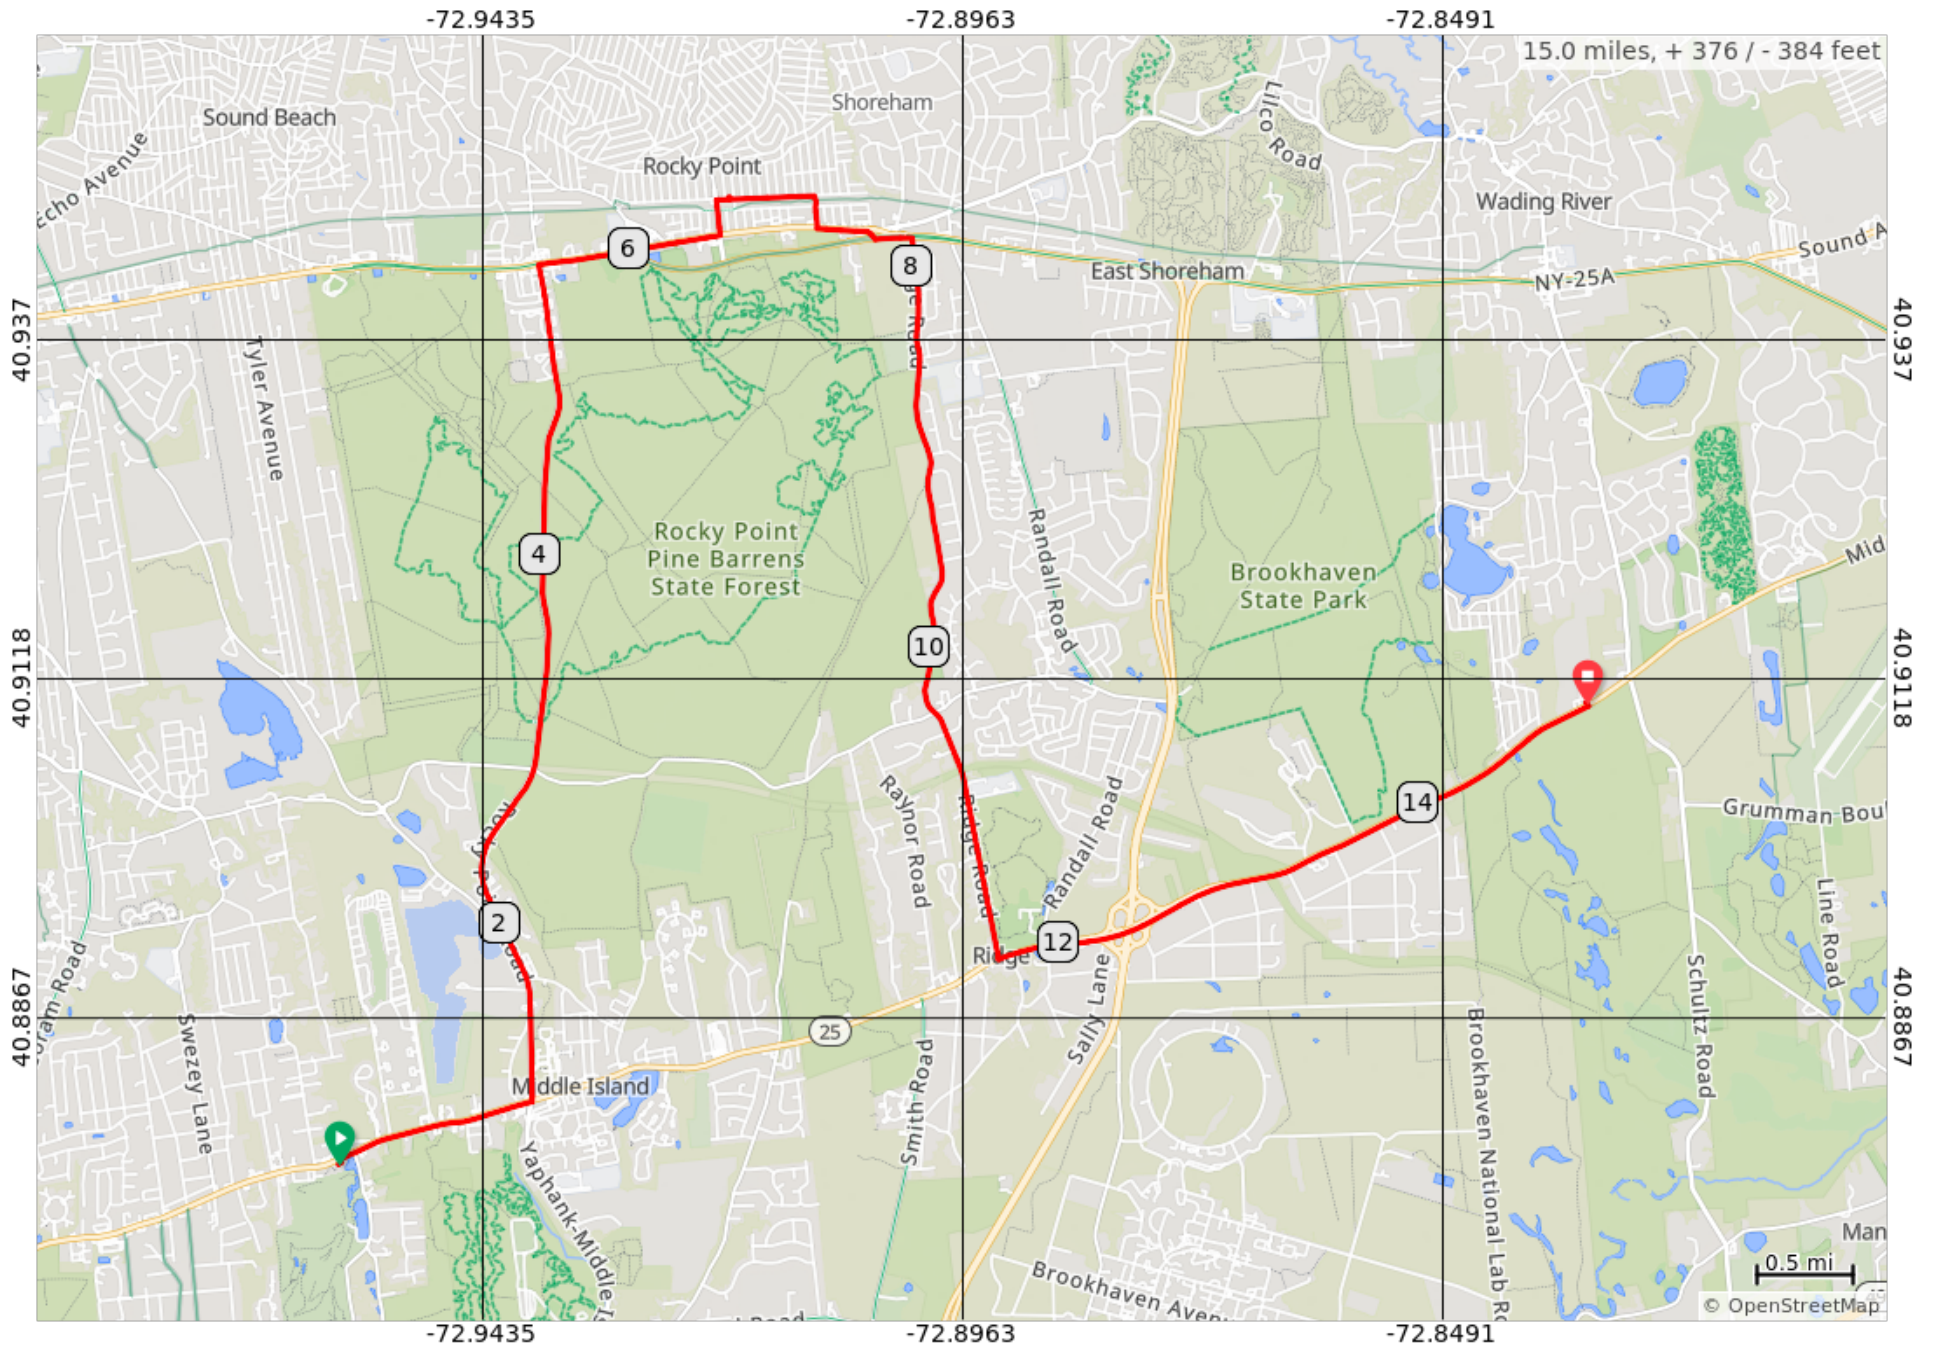 -72.9435
-72.8963
-72.8491
15.0 miles, + 376 / - 384 feet
Shoreham
Sound Beach
Lilco Road
Echo Avenue
Rocky Point
Wading River
Sound A
6
8
East Shoreham
NY-25A
40.937
40.937
Tyler Avenue
Road
Randall Road
Rocky Point
Pine Barrens
State Forest
4
Brookhaven
State Park
Mid
10
40.9118
40.9118
Raynor Road
Ridge Road
Randall Road
14
Grumman Bou
2
Road
12
Ridge
Line Road
Sally Lane
Schultz Road
40.8867
40.8867
Swezey Lane
25
Smith Road
Brookhaven National Lab Ro
Middle Island
Yaphank-Middle I
Man
0.5 mi
Brookhaven Aven
© OpenStreetMap
-72.9435
-72.8963
-72.8491